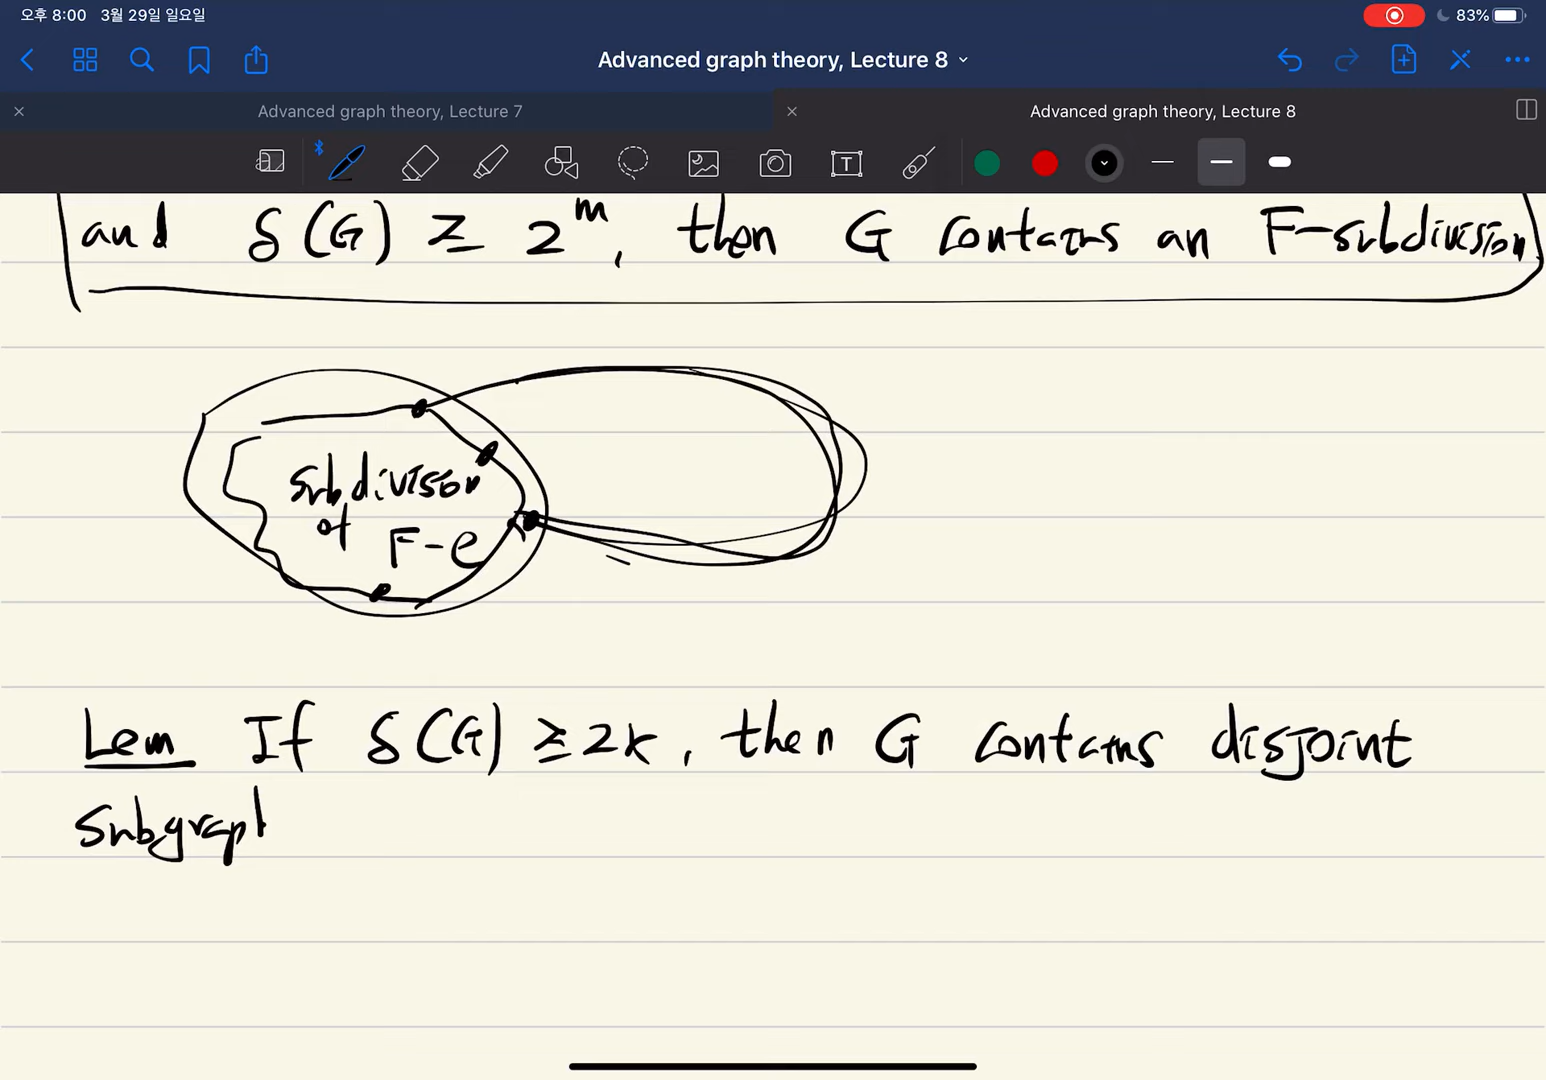 오후 8:00 3월 29일 일요일
83%
Advanced graph theory, Lecture 8
Advanced graph theory, Lecture 7
Advanced graph theory, Lecture 8
T
and δ(G) ≥ 2^m, then G contains an F-subdivision
subdivison
of F-e
Lem If δ(G) ≥ 2k, then G contains disjoint
subgraph